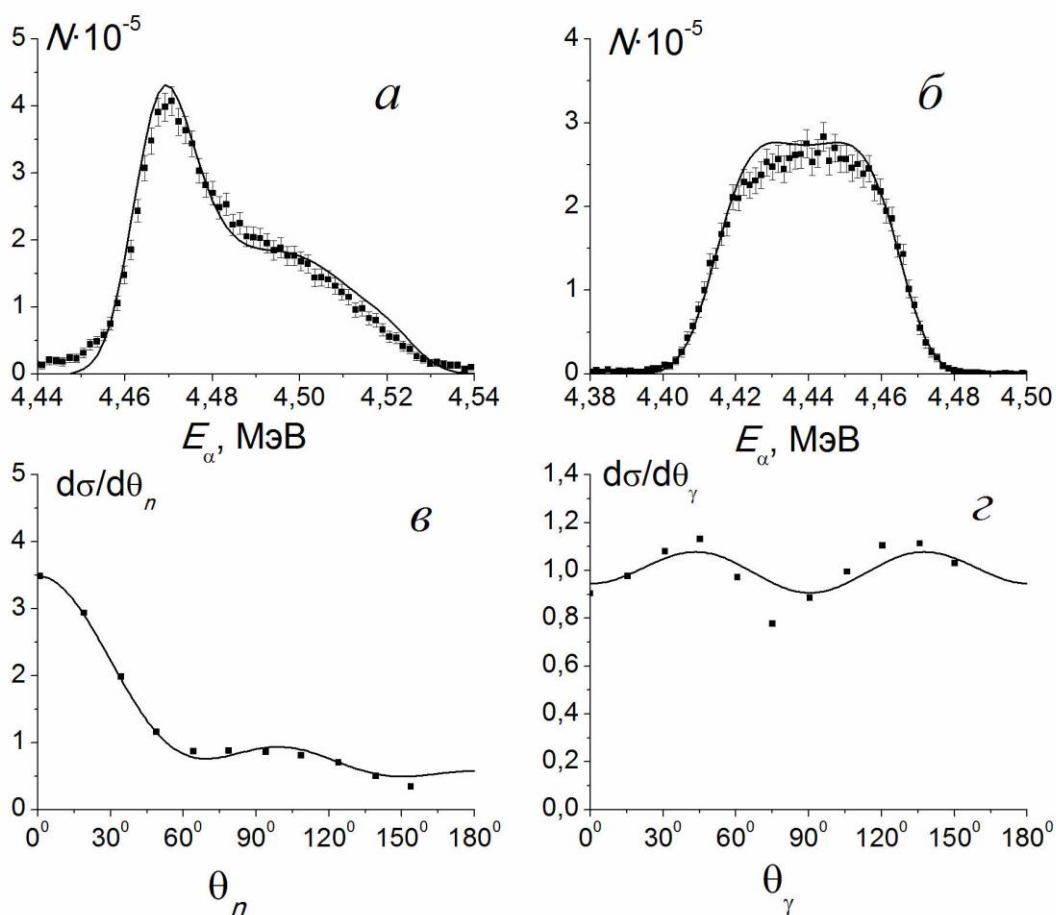 N·10⁻⁵
а
5
4
3
2
1
0
4,44 4,46 4,48 4,50 4,52 4,54
E_α, МэВ
N·10⁻⁵
б
4
3
2
1
0
4,38 4,40 4,42 4,44 4,46 4,48 4,50
E_α, МэВ
dσ/dθ_n
в
5
4
3
2
1
0
0⁰ 30⁰ 60⁰ 90⁰ 120⁰ 150⁰ 180⁰
θ_n
dσ/dθ_γ
г
1,4
1,2
1,0
0,8
0,6
0,4
0,2
0,0
0⁰ 30⁰ 60⁰ 90⁰ 120⁰ 150⁰ 180⁰
θ_γ